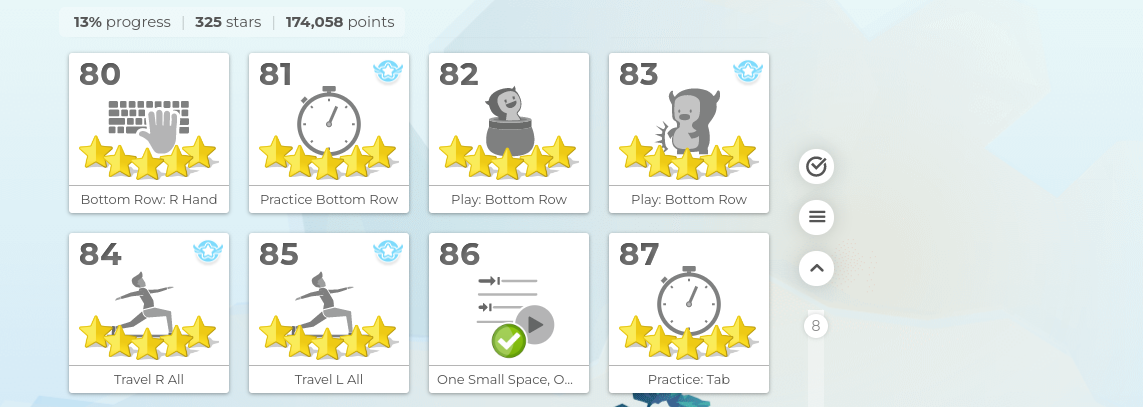 13% progress | 325 stars | 174,058 points
80 81 82 83
Bottom Row: R Hand Practice Bottom Row Play: Bottom Row Play: Bottom Row
84 85 86 87
Travel R All Travel L All One Small Space, O... Practice: Tab
8